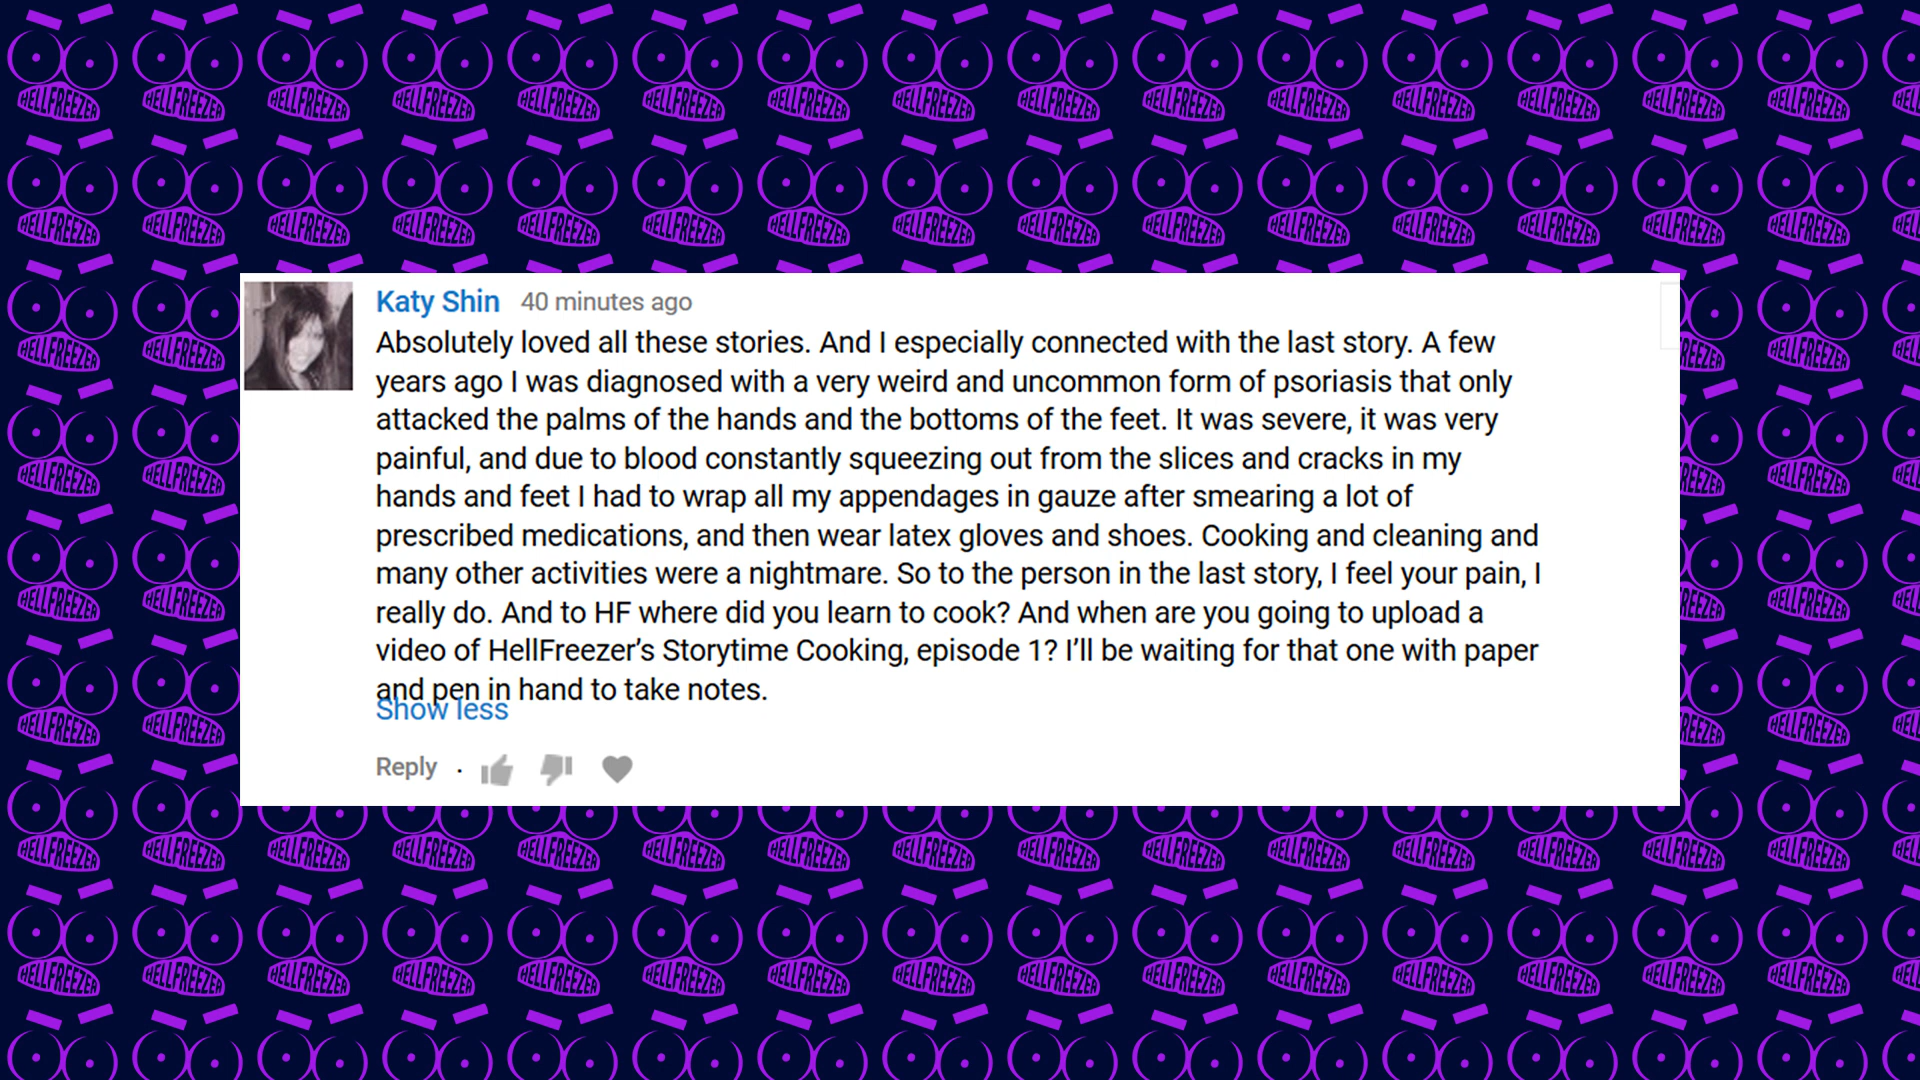 Katy Shin 40 minutes ago
Absolutely loved all these stories. And I especially connected with the last story. A few
years ago I was diagnosed with a very weird and uncommon form of psoriasis that only
attacked the palms of the hands and the bottoms of the feet. It was severe, it was very
painful, and due to blood constantly squeezing out from the slices and cracks in my
hands and feet I had to wrap all my appendages in gauze after smearing a lot of
prescribed medications, and then wear latex gloves and shoes. Cooking and cleaning and
many other activities were a nightmare. So to the person in the last story, I feel your pain, I
really do. And to HF where did you learn to cook? And when are you going to upload a
video of HellFreezer’s Storytime Cooking, episode 1? I’ll be waiting for that one with paper
and pen in hand to take notes.
Show less
Reply ·
HELLFREEZER